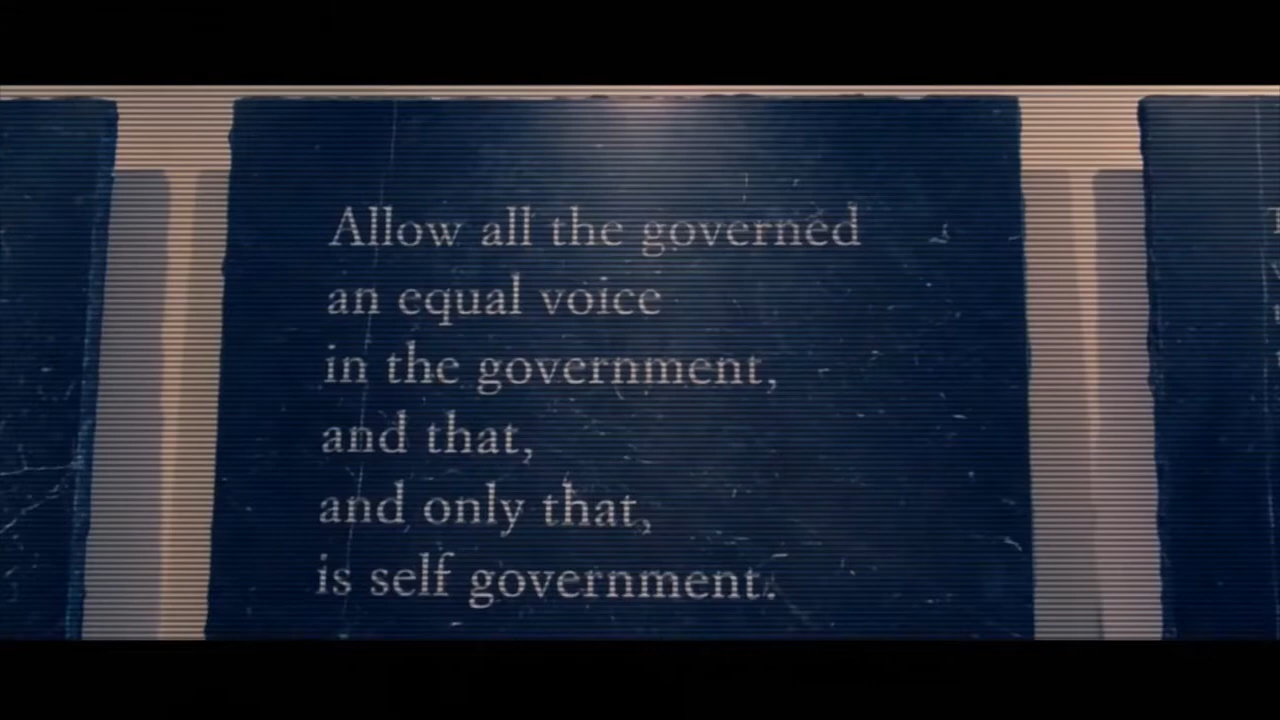 Allow all the governed
an equal voice
in the government,
and that,
and only that,
is self government.